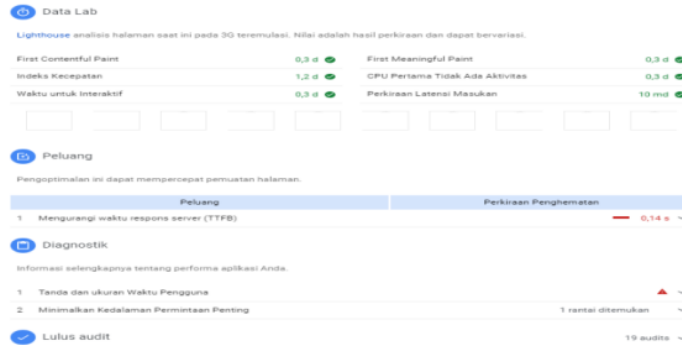 Data Lab
Lighthouse analisis halaman saat ini pada 3G teremulasi. Nilai adalah hasil perkiraan dan dapat bervariasi.
First Contentful Paint 0,3 d First Meaningful Paint 0,3 d
Indeks Kecepatan 1,2 d CPU Pertama Tidak Ada Aktivitas 0,3 d
Waktu untuk Interaktif 0,3 d Perkiraan Latensi Masukan 10 md
Peluang
Pengoptimalan ini dapat mempercepat pemuatan halaman.
Peluang Perkiraan Penghematan
1 Mengurangi waktu respons server (TTFB) 0,14 s
Diagnostik
Informasi selengkapnya tentang performa aplikasi Anda.
1 Tanda dan ukuran Waktu Pengguna
2 Minimalkan Kedalaman Permintaan Penting 1 rantai ditemukan
Lulus audit 19 audits